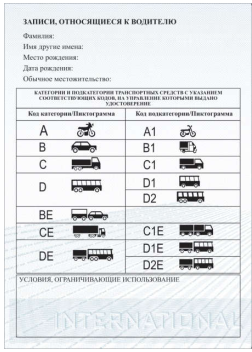 ЗАПИСИ, ОТНОСЯЩИЕСЯ К ВОДИТЕЛЮ
Фамилия:
Имя другие имена:
Место рождения:
Дата рождения:
Обычное местожительство:
КАТЕГОРИИ И ПОДКАТЕГОРИИ ТРАНСПОРТНЫХ СРЕДСТВ С УКАЗАНИЕМ
СООТВЕТСТВУЮЩИХ КОДОВ, НА УПРАВЛЕНИЕ КОТОРЫМИ ВЫДАНО
УДОСТОВЕРЕНИЕ
Код категории/Пиктограмма Код подкатегории/Пиктограмма
A A1
B B1
C C1
D D1
D2
BE
CE C1E
DE D1E
D2E
УСЛОВИЯ, ОГРАНИЧИВАЮЩИЕ ИСПОЛЬЗОВАНИЕ
INTERNATIONAL